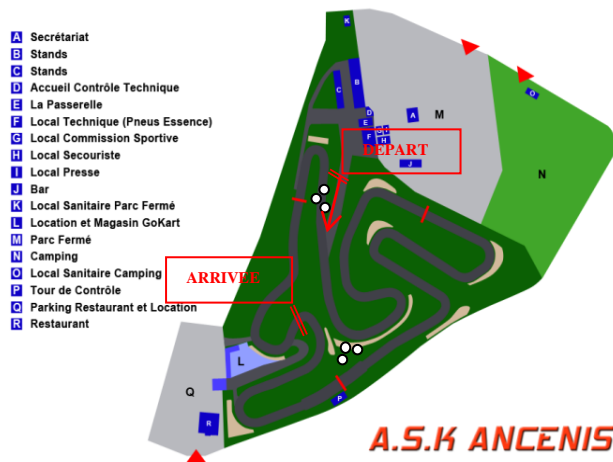 A Secrétariat
B Stands
C Stands
D Accueil Contrôle Technique
E La Passerelle
F Local Technique (Pneus Essence)
G Local Commission Sportive
H Local Secouriste
I Local Presse
J Bar
K Local Sanitaire Parc Fermé
L Location et Magasin GoKart
M Parc Fermé
N Camping
O Local Sanitaire Camping
P Tour de Contrôle
Q Parking Restaurant et Location
R Restaurant
K
B
C
O
D
A
M
E
F
G I
H
DEPART
J
N
ARRIVEE
L
Q
P
R
A.S.K ANCENIS